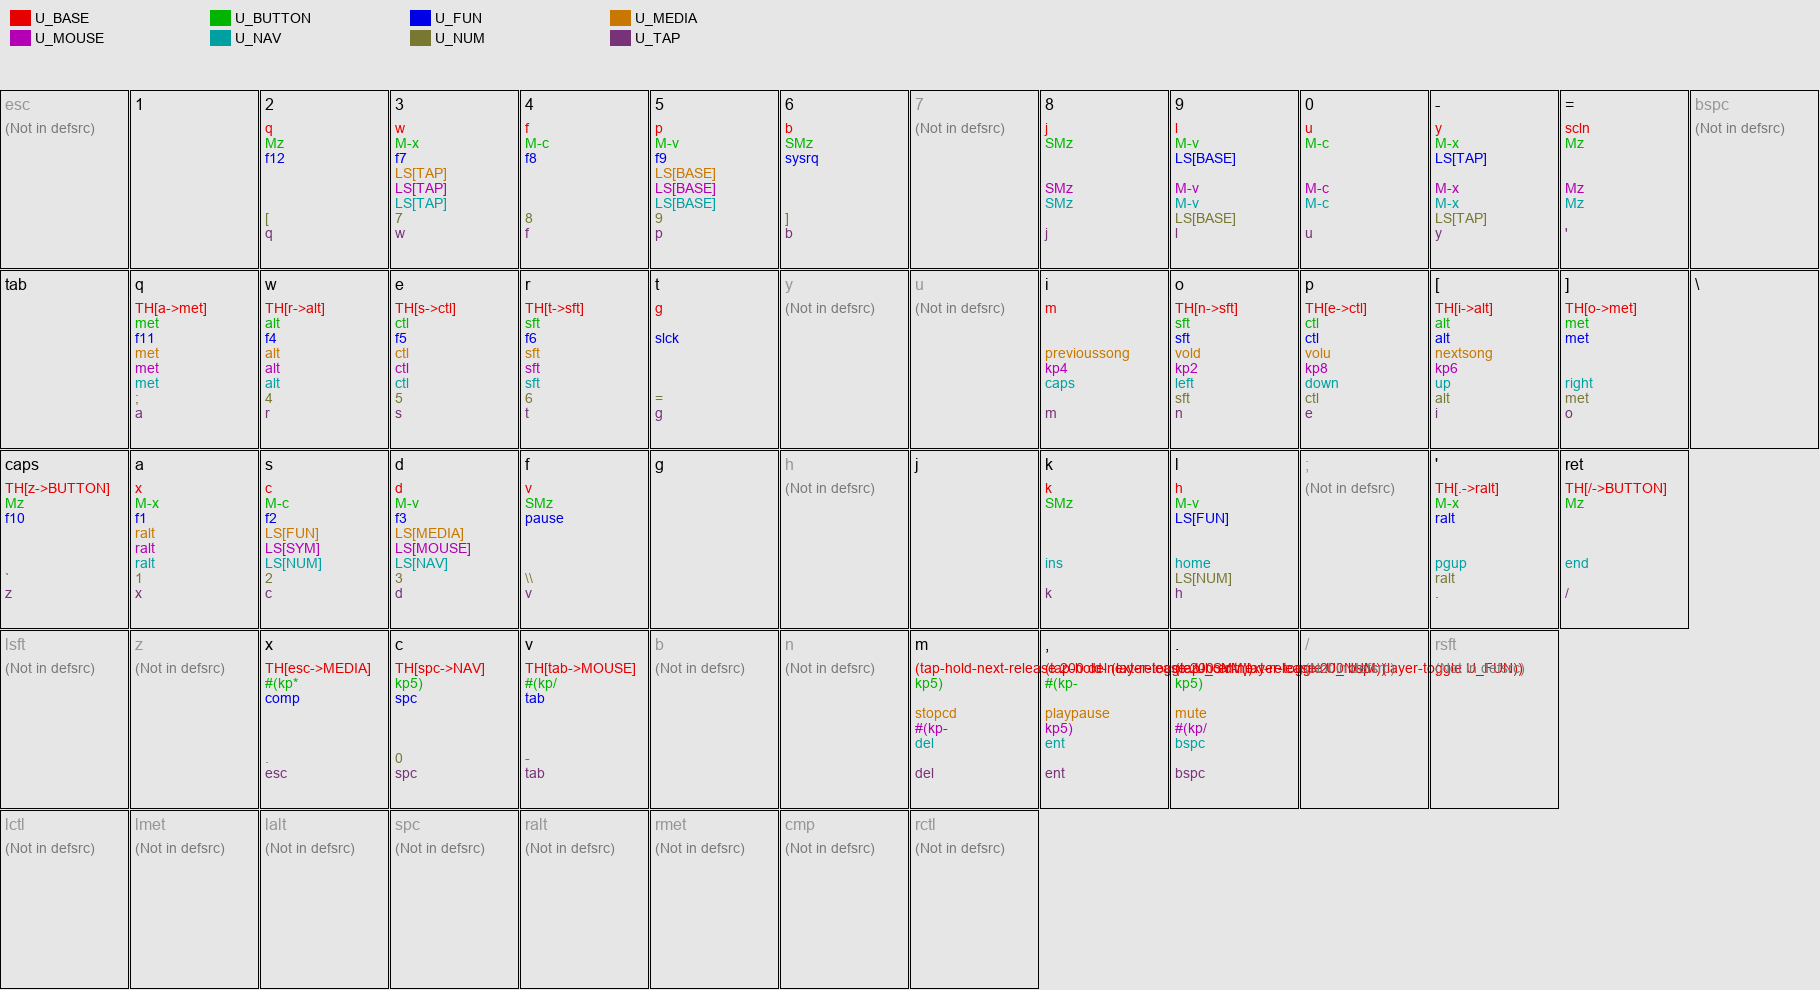 U_BASE U_BUTTON U_FUN U_MEDIA
U_MOUSE U_NAV U_NUM U_TAP
esc
(Not in defsrc)
1
2
q
Mz
f12
[
q
3
w
M-x
f7
LS[TAP]
LS[TAP]
LS[TAP]
7
w
4
f
M-c
f8
8
f
5
p
M-v
f9
LS[BASE]
LS[BASE]
LS[BASE]
9
p
6
b
SMz
sysrq
]
b
7
(Not in defsrc)
8
j
SMz
SMz
SMz
j
9
l
M-v
LS[BASE]
M-v
M-v
LS[BASE]
l
0
u
M-c
M-c
M-c
u
-
y
M-x
LS[TAP]
M-x
M-x
LS[TAP]
y
=
scln
Mz
Mz
Mz
'
bspc
(Not in defsrc)
tab
q
TH[a->met]
met
f11
met
met
met
;
a
w
TH[r->alt]
alt
f4
alt
alt
alt
4
r
e
TH[s->ctl]
ctl
f5
ctl
ctl
ctl
5
s
r
TH[t->sft]
sft
f6
sft
sft
sft
6
t
t
g
slck
=
g
y
(Not in defsrc)
u
(Not in defsrc)
i
m
previoussong
kp4
caps
m
o
TH[n->sft]
sft
sft
vold
kp2
left
sft
n
p
TH[e->ctl]
ctl
ctl
volu
kp8
down
ctl
e
[
TH[i->alt]
alt
alt
nextsong
kp6
up
alt
i
]
TH[o->met]
met
met
right
met
o
\
caps
TH[z->BUTTON]
Mz
f10
`
z
a
x
M-x
f1
ralt
ralt
ralt
1
x
s
c
M-c
f2
LS[FUN]
LS[SYM]
LS[NUM]
2
c
d
d
M-v
f3
LS[MEDIA]
LS[MOUSE]
LS[NAV]
3
d
f
v
SMz
pause
\\
v
g
h
(Not in defsrc)
j
k
k
SMz
ins
k
l
h
M-v
LS[FUN]
home
LS[NUM]
h
;
(Not in defsrc)
'
TH[.->ralt]
M-x
ralt
pgup
ralt
.
ret
TH[/->BUTTON]
Mz
end
/
lsft
(Not in defsrc)
z
(Not in defsrc)
x
TH[esc->MEDIA]
#(kp*
comp
.
esc
c
TH[spc->NAV]
kp5)
spc
0
spc
v
TH[tab->MOUSE]
#(kp/
tab
-
tab
b
(Not in defsrc)
n
(Not in defsrc)
m
(tap-hold-next-release
kp5)
stopcd
#(kp-
del
del
,
#(kp-
playpause
kp5)
ent
ent
.
kp5)
mute
#(kp/
bspc
bspc
/
rsft
lctl
(Not in defsrc)
lmet
(Not in defsrc)
lalt
(Not in defsrc)
spc
(Not in defsrc)
ralt
(Not in defsrc)
rmet
(Not in defsrc)
cmp
(Not in defsrc)
rctl
(Not in defsrc)